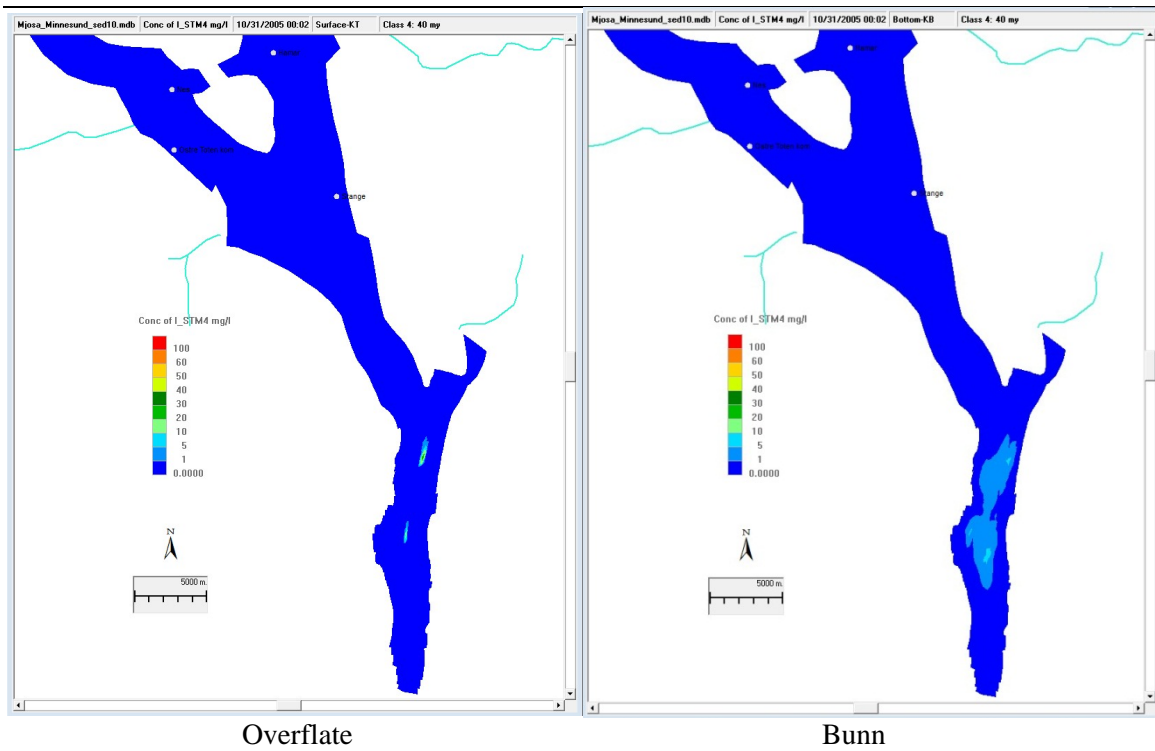 Mjosa_Minnesund_sed10.mdb Conc of I_STM4 mg/l 10/31/2005 00:02 Surface-KT Class 4: 40 my
Stange
Conc of I_STM4 mg/l
100
60
50
40
30
20
10
5
1
0.0000
N
5000 m.
Overflate
Mjosa_Minnesund_sed10.mdb Conc of I_STM4 mg/l 10/31/2005 00:02 Bottom-KB Class 4: 40 my
Stange
Conc of I_STM4 mg/l
100
60
50
40
30
20
10
5
1
0.0000
N
5000 m.
Bunn